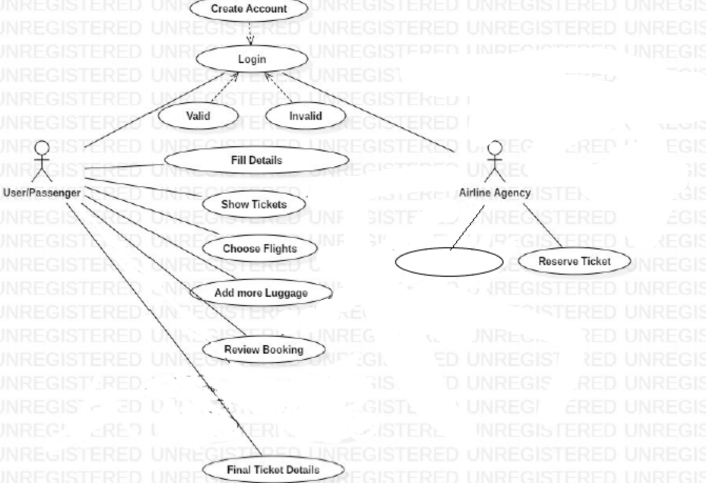 Create Account
Login
Valid
Invalid
Fill Details
User/Passenger
Airline Agency
Show Tickets
Choose Flights
Reserve Ticket
Add more Luggage
Review Booking
Final Ticket Details
UNREGISTERED